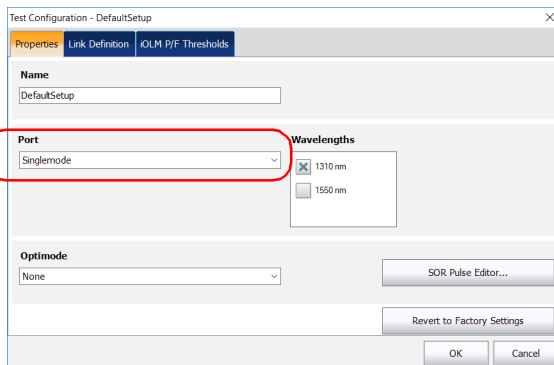 Test Configuration - DefaultSetup
Properties Link Definition iOLM P/F Thresholds
Name
DefaultSetup
Port
Singlemode
Wavelengths
1310 nm
1550 nm
Optimode
None
SOR Pulse Editor...
Revert to Factory Settings
OK Cancel